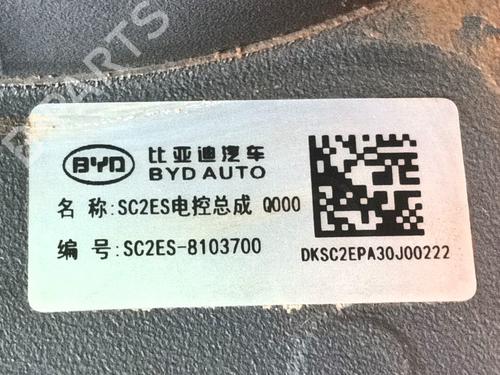 BYD 比亚迪汽车
BYD AUTO
名 称:SC2ES电控总成 Q000
编 号:SC2ES-8103700
DKSC2EPA30J00222